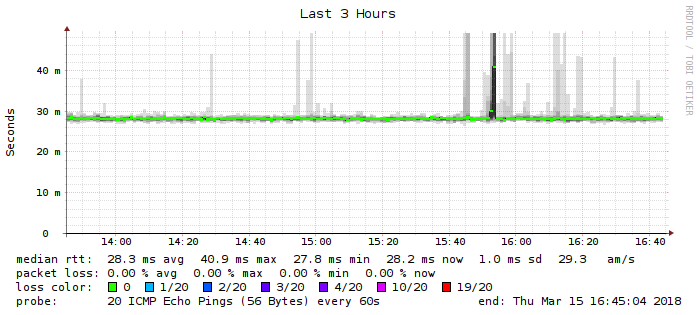 Last 3 Hours
RRDTOOL / TOBI OETIKER
Seconds
40 m
30 m
20 m
10 m
0
14:00 14:20 14:40 15:00 15:20 15:40 16:00 16:20 16:40
median rtt: 28.3 ms avg 40.9 ms max 27.8 ms min 28.2 ms now 1.0 ms sd 29.3 am/s
packet loss: 0.00 % avg 0.00 % max 0.00 % min 0.00 % now
loss color: 0 1/20 2/20 3/20 4/20 10/20 19/20
probe: 20 ICMP Echo Pings (56 Bytes) every 60s end: Thu Mar 15 16:45:04 2018